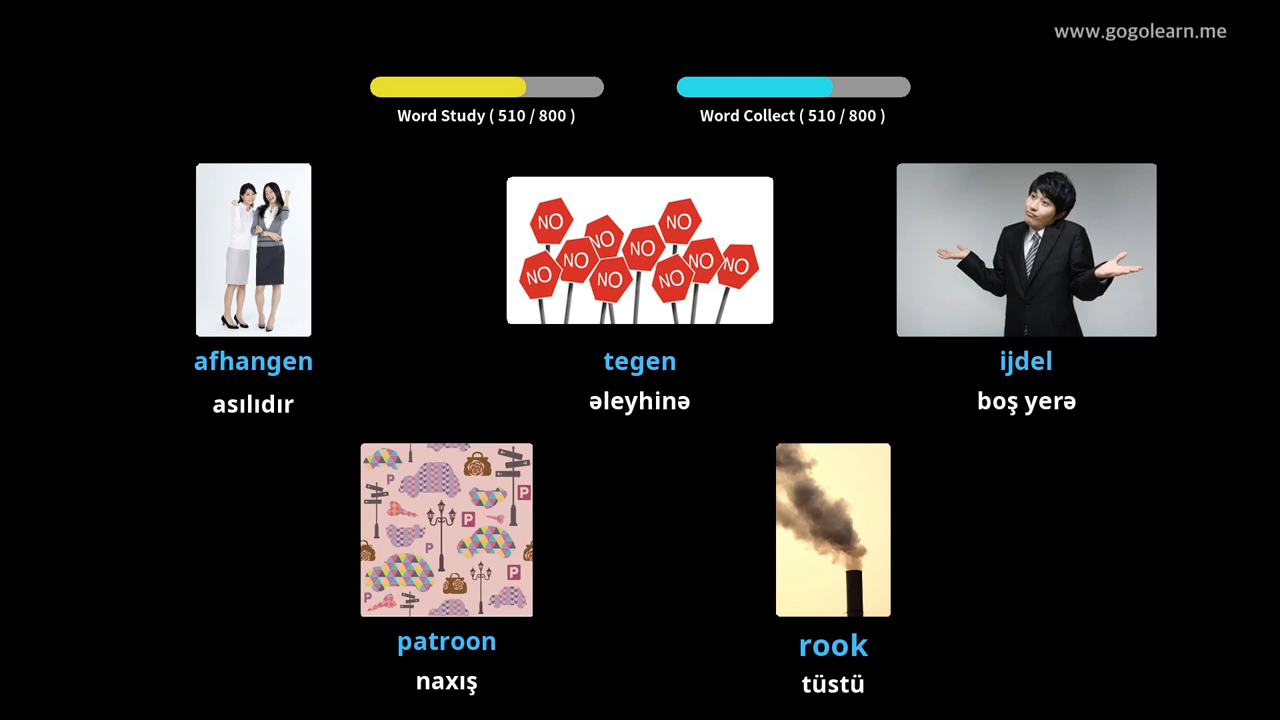 www.gogolearn.me
Word Study ( 510 / 800 )
Word Collect ( 510 / 800 )
NO
NO
NO
NO
NO
NO
NO
NO
NO
NO
afhangen
tegen
ijdel
asılıdır
əleyhinə
boş yerə
P
P
P
P
P
P
patroon
rook
naxış
tüstü